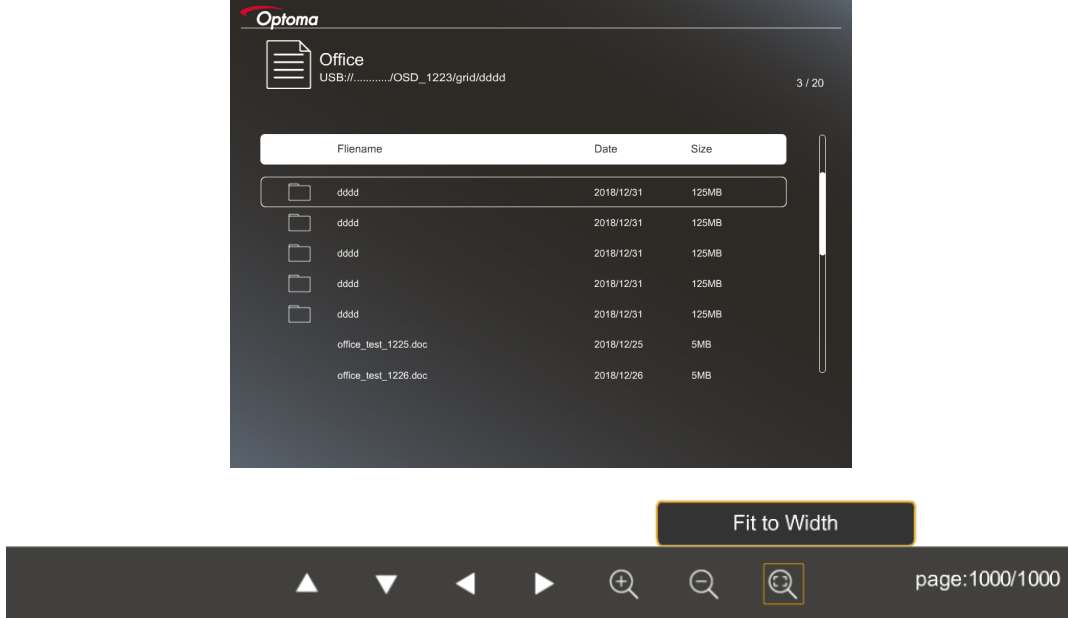 Optoma
Office
USB://.........../OSD_1223/grid/dddd
3 / 20
Fliename Date Size
dddd 2018/12/31 125MB
dddd 2018/12/31 125MB
dddd 2018/12/31 125MB
dddd 2018/12/31 125MB
dddd 2018/12/31 125MB
office_test_1225.doc 2018/12/25 5MB
office_test_1226.doc 2018/12/26 5MB
Fit to Width
page:1000/1000